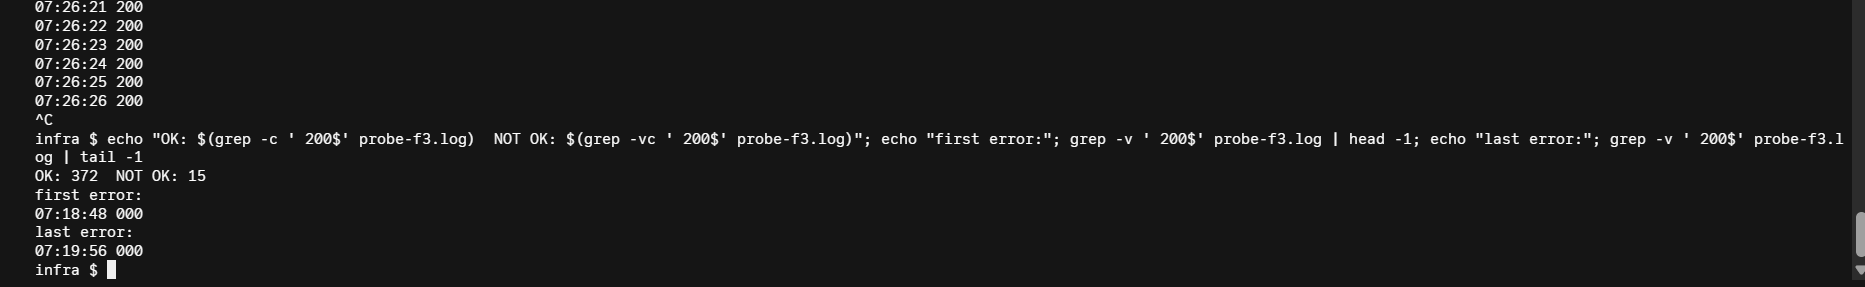 07:26:21 200
07:26:22 200
07:26:23 200
07:26:24 200
07:26:25 200
07:26:26 200
^C
infra $ echo "OK: $(grep -c ' 200$' probe-f3.log)  NOT OK: $(grep -vc ' 200$' probe-f3.log)"; echo "first error:"; grep -v ' 200$' probe-f3.log | head -1; echo "last error:"; grep -v ' 200$' probe-f3.l
og | tail -1
OK: 372  NOT OK: 15
first error:
07:18:48 000
last error:
07:19:56 000
infra $